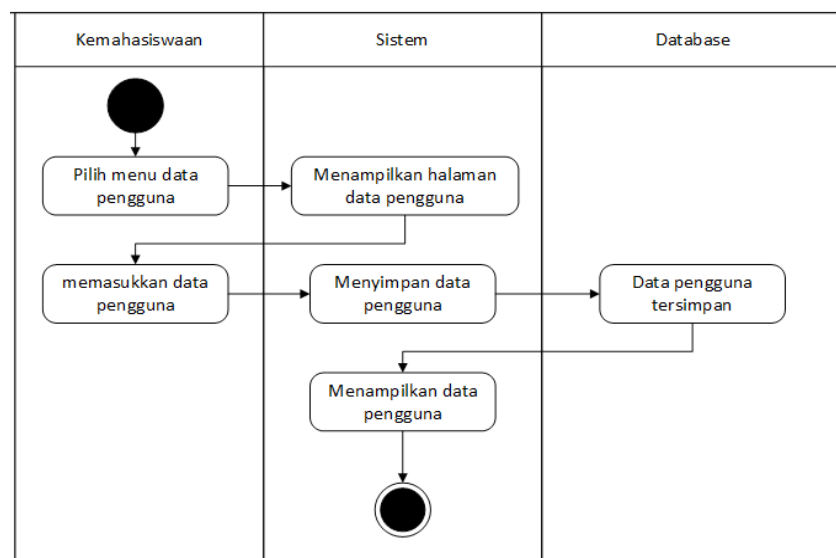 Kemahasiswaan
Sistem
Database
Pilih menu data
pengguna
Menampilkan halaman
data pengguna
memasukkan data
pengguna
Menyimpan data
pengguna
Data pengguna
tersimpan
Menampilkan data
pengguna